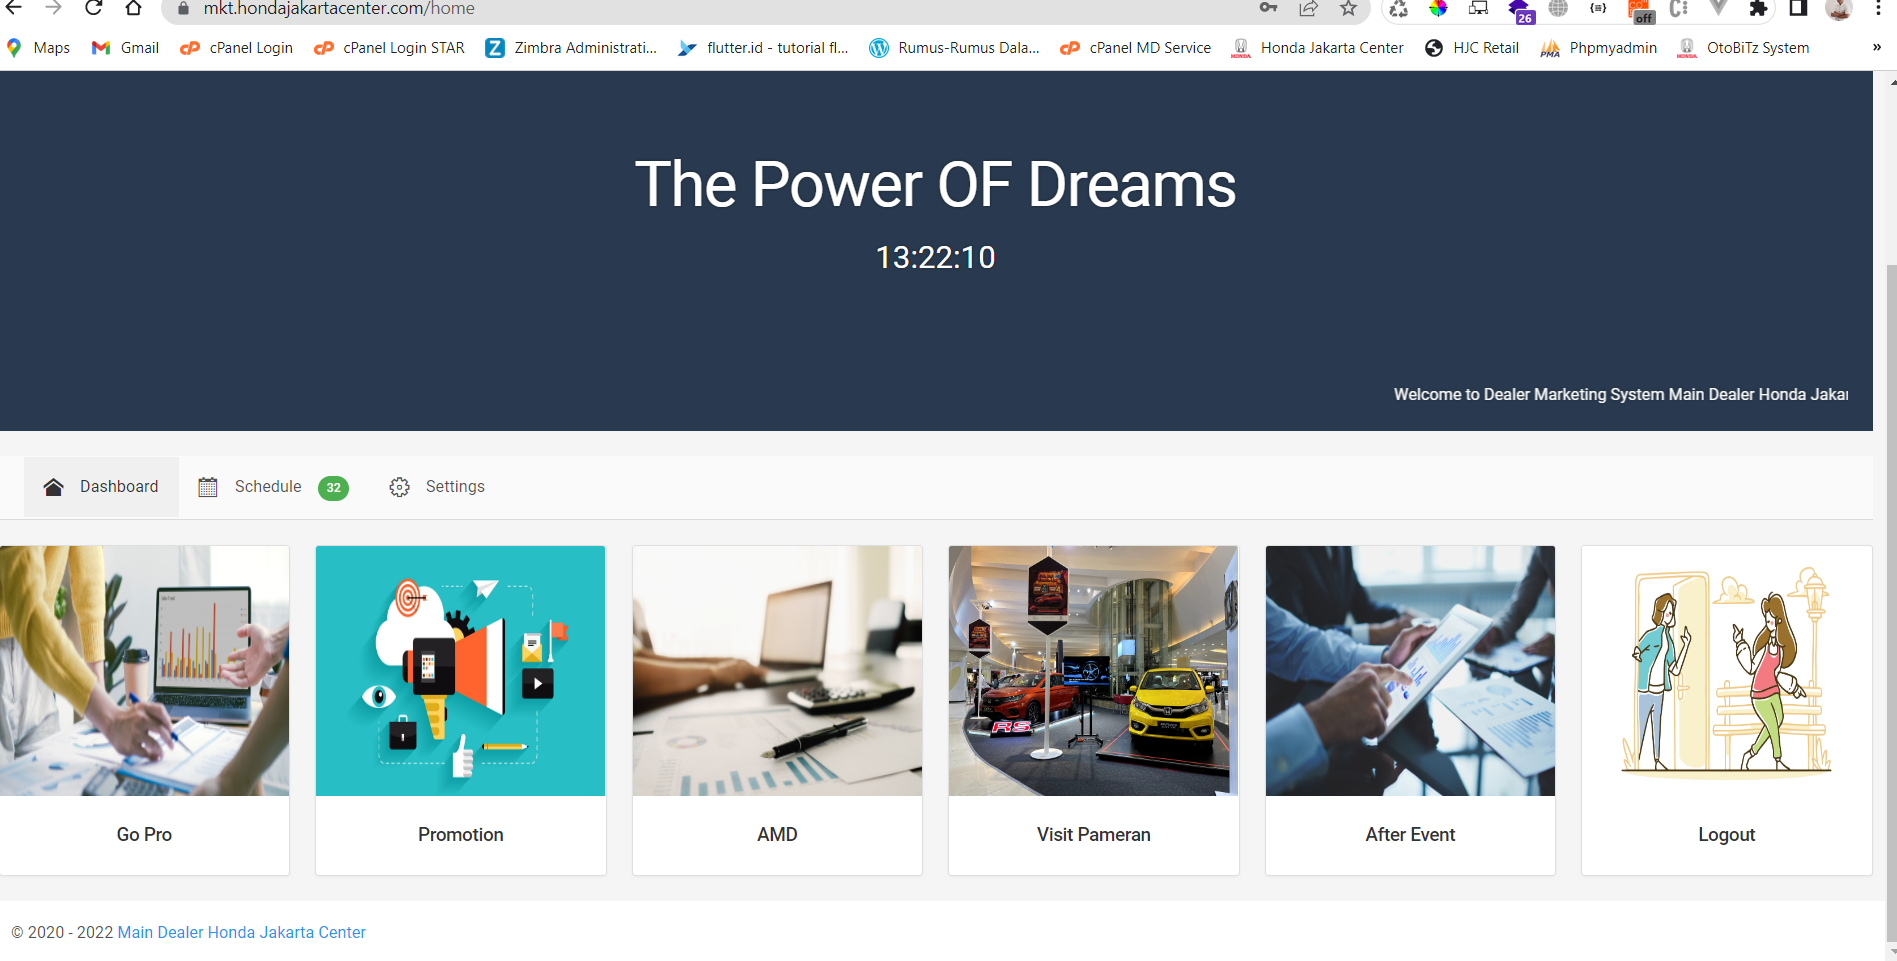 mkt.hondajakartacenter.com/home
26
off
Maps Gmail cPanel Login cPanel Login STAR Zimbra Administrati... flutter.id - tutorial fl... Rumus-Rumus Dala... cPanel MD Service Honda Jakarta Center HJC Retail Phpmyadmin OtoBiTz System »
The Power OF Dreams
13:22:10
Welcome to Dealer Marketing System Main Dealer Honda Jakar
Dashboard Schedule 32 Settings
RS
Go Pro Promotion AMD Visit Pameran After Event Logout
© 2020 - 2022 Main Dealer Honda Jakarta Center